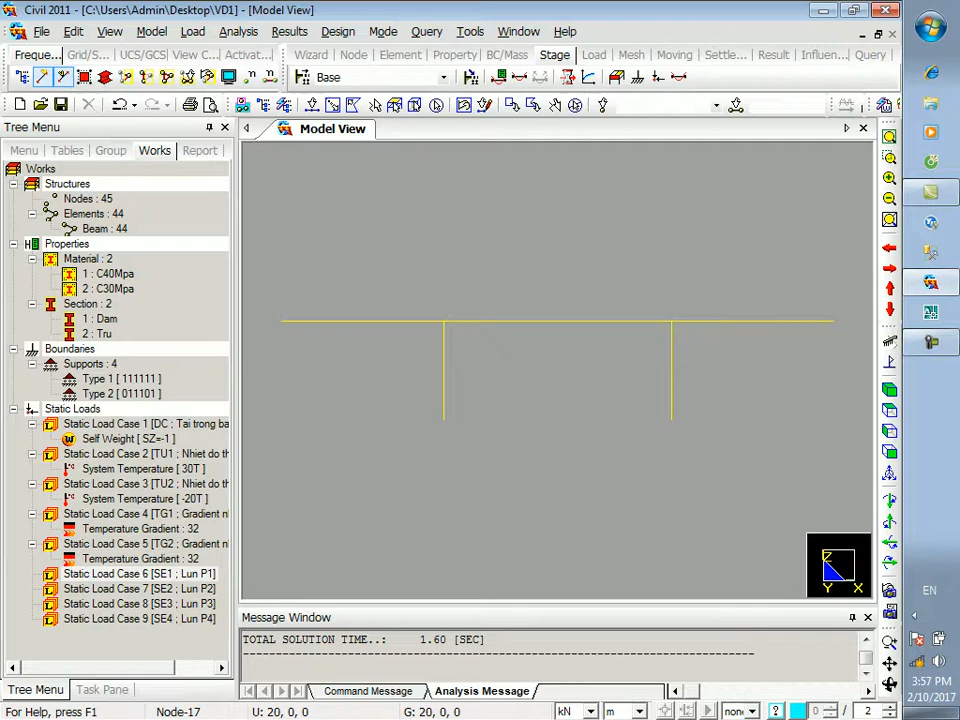 Civil 2011 - [C:\Users\Admin\Desktop\VD1] - [Model View]
File Edit View Model Load Analysis Results Design Mode Query Tools Window Help
Freque... Grid/S... UCS/GCS View C... Activat... Wizard Node Element Property BC/Mass Stage Load Mesh Moving Settle... Result Influen... Query
Base
Tree Menu
Model View
Menu Tables Group Works Report
Works
Structures
Nodes : 45
Elements : 44
Beam : 44
Properties
Material : 2
1 : C40Mpa
2 : C30Mpa
Section : 2
1 : Dam
2 : Tru
Boundaries
Supports : 4
Type 1 [ 111111 ]
Type 2 [ 011101 ]
Static Loads
Static Load Case 1 [DC ; Tai trong ba
Self Weight [ SZ=-1 ]
Static Load Case 2 [TU1 ; Nhiet do th
System Temperature [ 30T ]
Static Load Case 3 [TU2 ; Nhiet do th
System Temperature [ -20T ]
Static Load Case 4 [TG1 ; Gradient n
Temperature Gradient : 32
Static Load Case 5 [TG2 ; Gradient n
Temperature Gradient : 32
Static Load Case 6 [SE1 ; Lun P1]
Static Load Case 7 [SE2 ; Lun P2]
Static Load Case 8 [SE3 ; Lun P3]
Static Load Case 9 [SE4 ; Lun P4]
Z
Y X
Message Window
TOTAL SOLUTION TIME..: 1.60 [SEC]
Command Message Analysis Message
Tree Menu Task Pane
For Help, press F1 Node-17 U: 20, 0, 0 G: 20, 0, 0 kN m none 0 / 2
EN
3:57 PM
2/10/2017